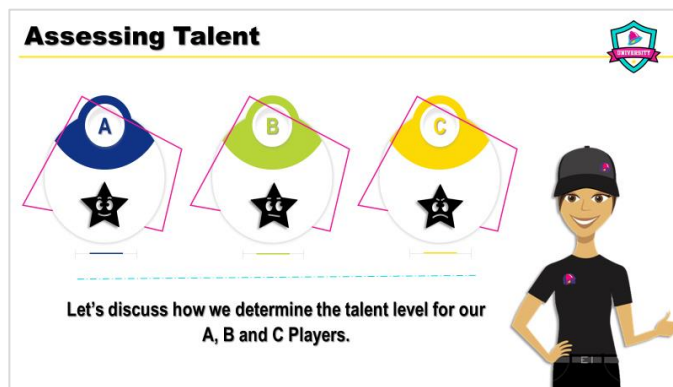 Assessing Talent
UNIVERSITY
A
B
C
Let's discuss how we determine the talent level for our
A, B and C Players.